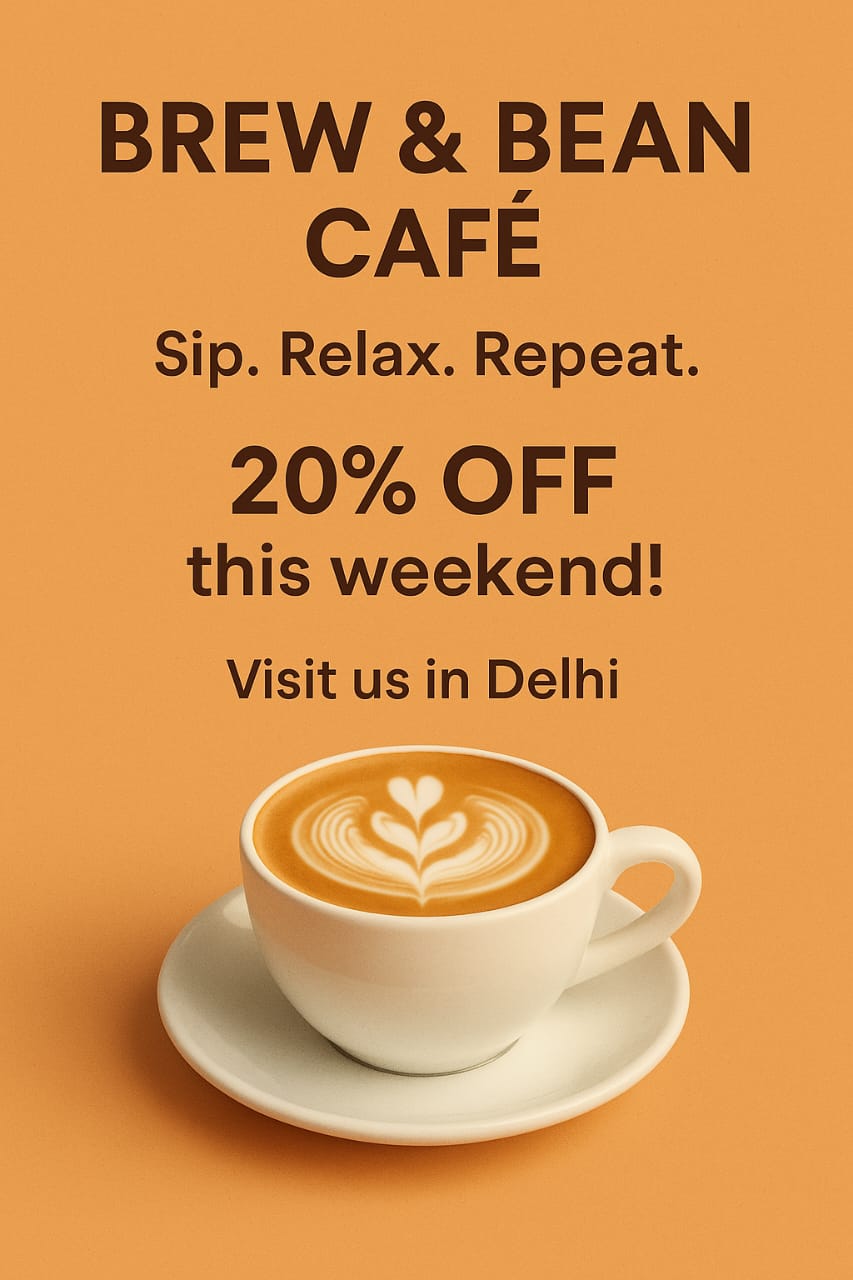 BREW & BEAN
CAFÉ
Sip. Relax. Repeat.
20% OFF
this weekend!
Visit us in Delhi